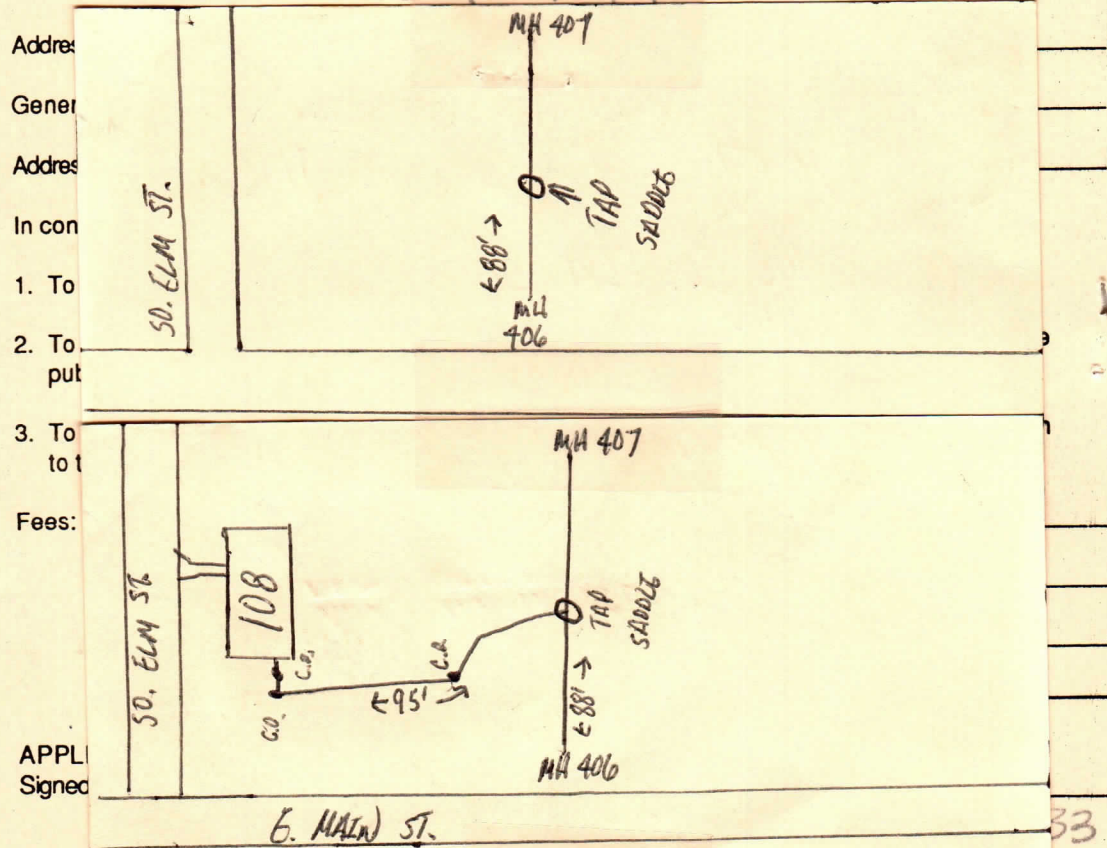 Addres
MH 407
Gener
Addres
TAP
SADDLE
In con
SO. ELM ST.
←88'→
1. To
MH
406
2. To
put
3. To
to t
MH 407
Fees:
108
SO. ELM ST.
TAP
SADDLE
C.O.
C.O.
←95'→
C.O.
←88'→
APPLI
MH 406
Signed
E. MAIN ST.
33